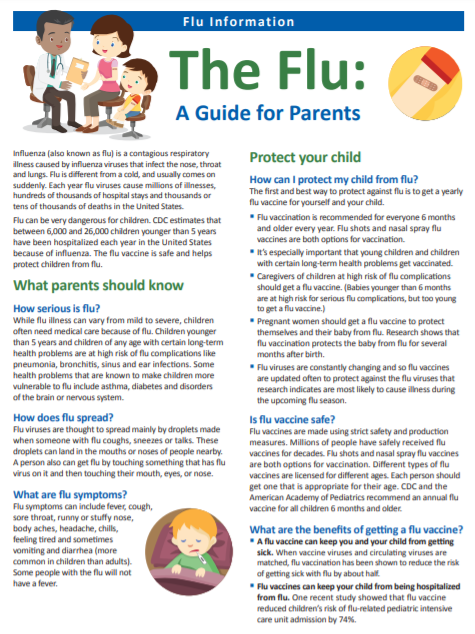 Flu Information
The Flu:
A Guide for Parents
Influenza (also known as flu) is a contagious respiratory
illness caused by influenza viruses that infect the nose, throat
and lungs. Flu is different from a cold, and usually comes on
suddenly. Each year flu viruses cause millions of illnesses,
hundreds of thousands of hospital stays and thousands or
tens of thousands of deaths in the United States.
Flu can be very dangerous for children. CDC estimates that
between 6,000 and 26,000 children younger than 5 years
have been hospitalized each year in the United States
because of influenza. The flu vaccine is safe and helps
protect children from flu.
What parents should know
How serious is flu?
While flu illness can vary from mild to severe, children
often need medical care because of flu. Children younger
than 5 years and children of any age with certain long-term
health problems are at high risk of flu complications like
pneumonia, bronchitis, sinus and ear infections. Some
health problems that are known to make children more
vulnerable to flu include asthma, diabetes and disorders
of the brain or nervous system.
How does flu spread?
Flu viruses are thought to spread mainly by droplets made
when someone with flu coughs, sneezes or talks. These
droplets can land in the mouths or noses of people nearby.
A person also can get flu by touching something that has flu
virus on it and then touching their mouth, eyes, or nose.
What are flu symptoms?
Flu symptoms can include fever, cough,
sore throat, runny or stuffy nose,
body aches, headache, chills,
feeling tired and sometimes
vomiting and diarrhea (more
common in children than adults).
Some people with the flu will not
have a fever.
Protect your child
How can I protect my child from flu?
The first and best way to protect against flu is to get a yearly
flu vaccine for yourself and your child.
▪ Flu vaccination is recommended for everyone 6 months
and older every year. Flu shots and nasal spray flu
vaccines are both options for vaccination.
▪ It's especially important that young children and children
with certain long-term health problems get vaccinated.
▪ Caregivers of children at high risk of flu complications
should get a flu vaccine. (Babies younger than 6 months
are at high risk for serious flu complications, but too young
to get a flu vaccine.)
▪ Pregnant women should get a flu vaccine to protect
themselves and their baby from flu. Research shows that
flu vaccination protects the baby from flu for several
months after birth.
▪ Flu viruses are constantly changing and so flu vaccines
are updated often to protect against the flu viruses that
research indicates are most likely to cause illness during
the upcoming flu season.
Is flu vaccine safe?
Flu vaccines are made using strict safety and production
measures. Millions of people have safely received flu
vaccines for decades. Flu shots and nasal spray flu vaccines
are both options for vaccination. Different types of flu
vaccines are licensed for different ages. Each person should
get one that is appropriate for their age. CDC and the
American Academy of Pediatrics recommend an annual flu
vaccine for all children 6 months and older.
What are the benefits of getting a flu vaccine?
▪ A flu vaccine can keep you and your child from getting
sick. When vaccine viruses and circulating viruses are
matched, flu vaccination has been shown to reduce the risk
of getting sick with flu by about half.
▪ Flu vaccines can keep your child from being hospitalized
from flu. One recent study showed that flu vaccine
reduced children's risk of flu-related pediatric intensive
care unit admission by 74%.